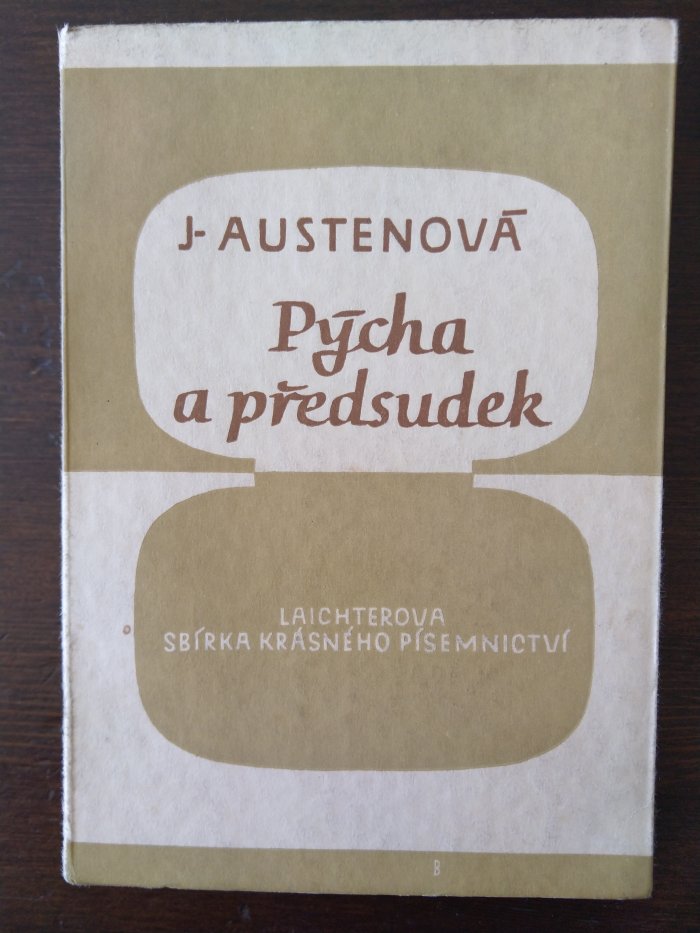 J-AUSTENOVÁ
Pýcha
a předsudek
LAICHTEROVA
SBÍRKA KRÁSNÉHO PÍSEMNICTVÍ
B